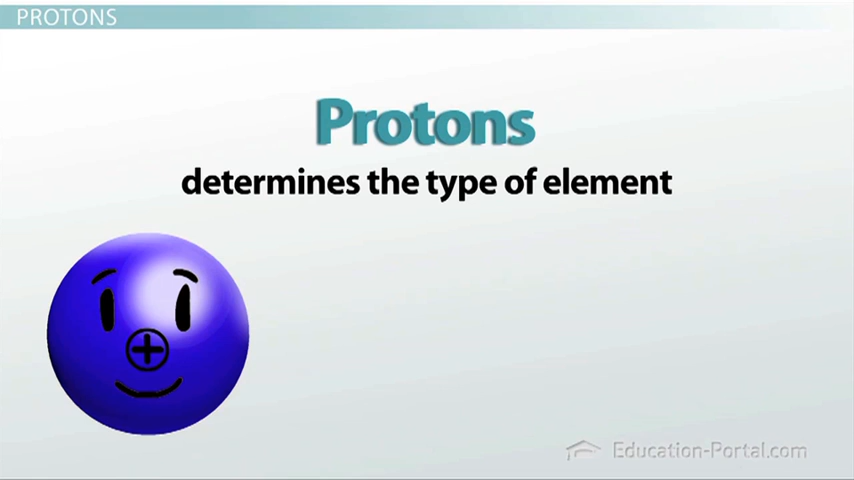 PROTONS
Protons
determines the type of element
Education-Portal.com